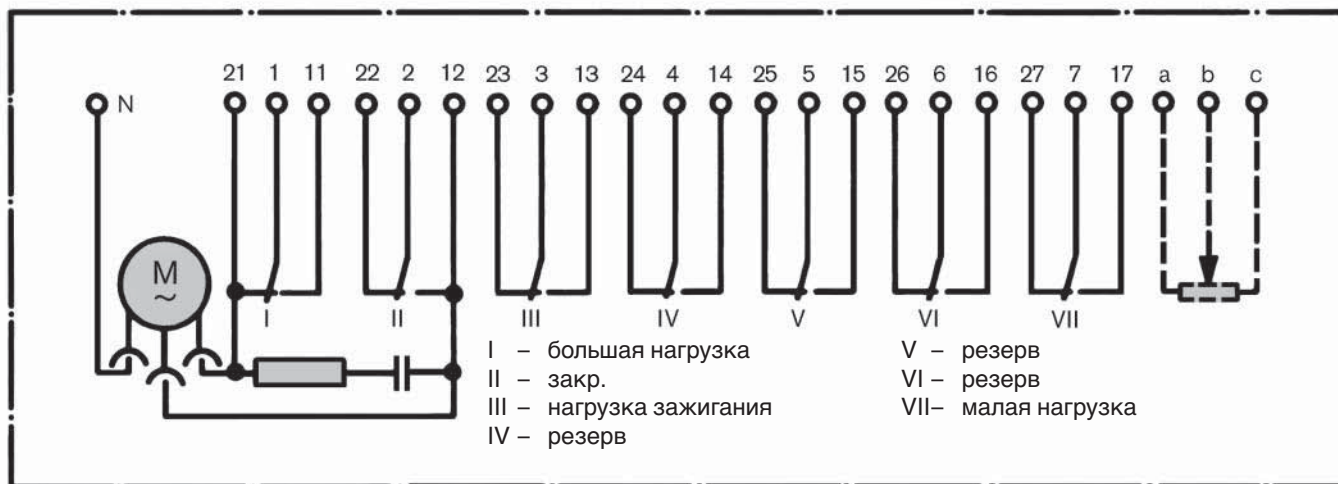 21 1 11 22 2 12 23 3 13 24 4 14 25 5 15 26 6 16 27 7 17 a b c
N
M
~
I II III IV V VI VII
I – большая нагрузка
II – закр.
III – нагрузка зажигания
IV – резерв
V – резерв
VI – резерв
VII– малая нагрузка